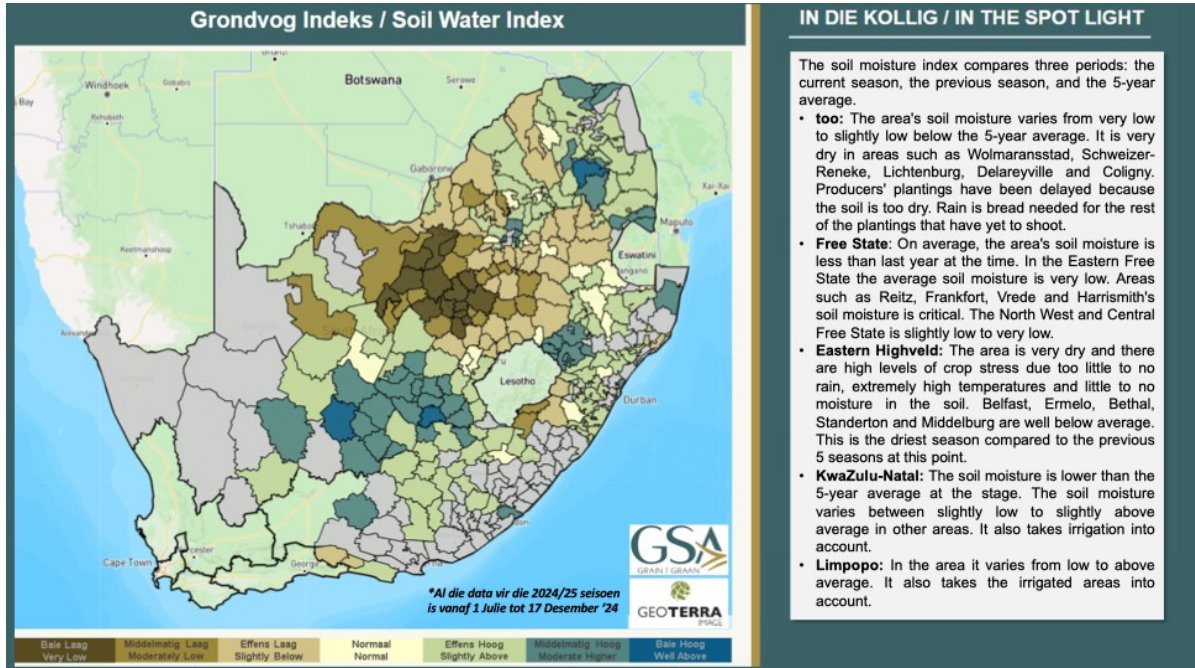 Grondvog Indeks / Soil Water Index
Windhoek
Gobabis
Rehoboth
Botswana
Serowe
Gaborone
Keetmanshoop
Xai-Xai
Maputo
Eswatini
Lesotho
Durban
Cape Town
George
*Al die data vir die 2024/25 seisoen
is vanaf 1 Julie tot 17 Desember '24
GSA
GRAIN | GRAAN
GEOTERRA
IMAGE
Baie Laag
Very Low
Middelmatig Laag
Moderately Low
Effens Laag
Slightly Below
Normaal
Normal
Effens Hoog
Slightly Above
Middelmatig Hoog
Moderate Higher
Baie Hoog
Well Above
IN DIE KOLLIG / IN THE SPOT LIGHT
The soil moisture index compares three periods: the
current season, the previous season, and the 5-year
average.
• too: The area's soil moisture varies from very low
to slightly low below the 5-year average. It is very
dry in areas such as Wolmaransstad, Schweizer-
Reneke, Lichtenburg, Delareyville and Coligny.
Producers' plantings have been delayed because
the soil is too dry. Rain is bread needed for the rest
of the plantings that have yet to shoot.
• Free State: On average, the area's soil moisture is
less than last year at the time. In the Eastern Free
State the average soil moisture is very low. Areas
such as Reitz, Frankfort, Vrede and Harrismith's
soil moisture is critical. The North West and Central
Free State is slightly low to very low.
• Eastern Highveld: The area is very dry and there
are high levels of crop stress due too little to no
rain, extremely high temperatures and little to no
moisture in the soil. Belfast, Ermelo, Bethal,
Standerton and Middelburg are well below average.
This is the driest season compared to the previous
5 seasons at this point.
• KwaZulu-Natal: The soil moisture is lower than the
5-year average at the stage. The soil moisture
varies between slightly low to slightly above
average in other areas. It also takes irrigation into
account.
• Limpopo: In the area it varies from low to above
average. It also takes the irrigated areas into
account.